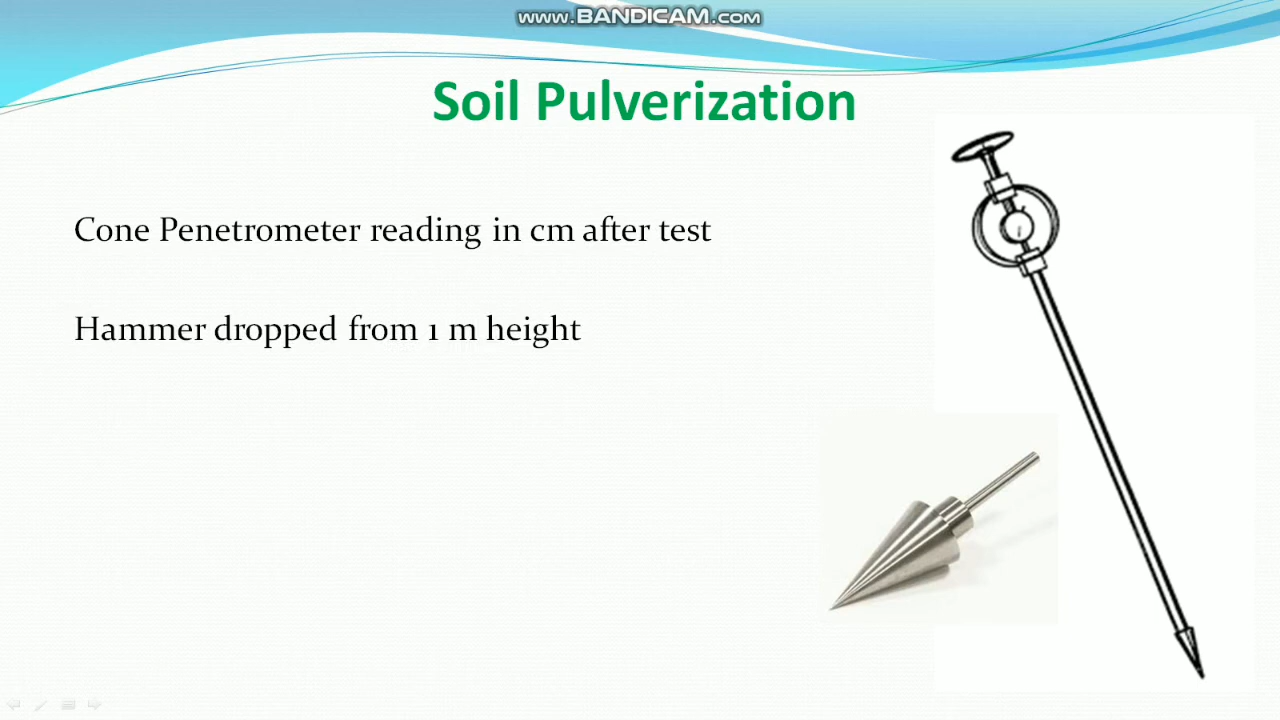 www.BANDICAM.com
Soil Pulverization
Cone Penetrometer reading in cm after test
Hammer dropped from 1 m height